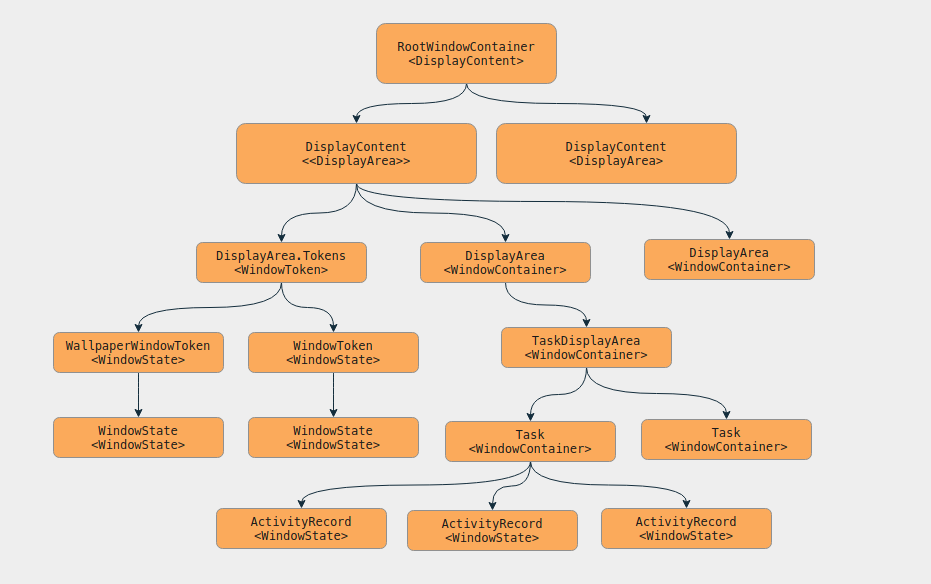 RootWindowContainer
<DisplayContent>
DisplayContent
<<DisplayArea>>
DisplayContent
<DisplayArea>
DisplayArea.Tokens
<WindowToken>
DisplayArea
<WindowContainer>
DisplayArea
<WindowContainer>
WallpaperWindowToken
<WindowState>
WindowToken
<WindowState>
TaskDisplayArea
<WindowContainer>
WindowState
<WindowState>
WindowState
<WindowState>
Task
<WindowContainer>
Task
<WindowContainer>
ActivityRecord
<WindowState>
ActivityRecord
<WindowState>
ActivityRecord
<WindowState>